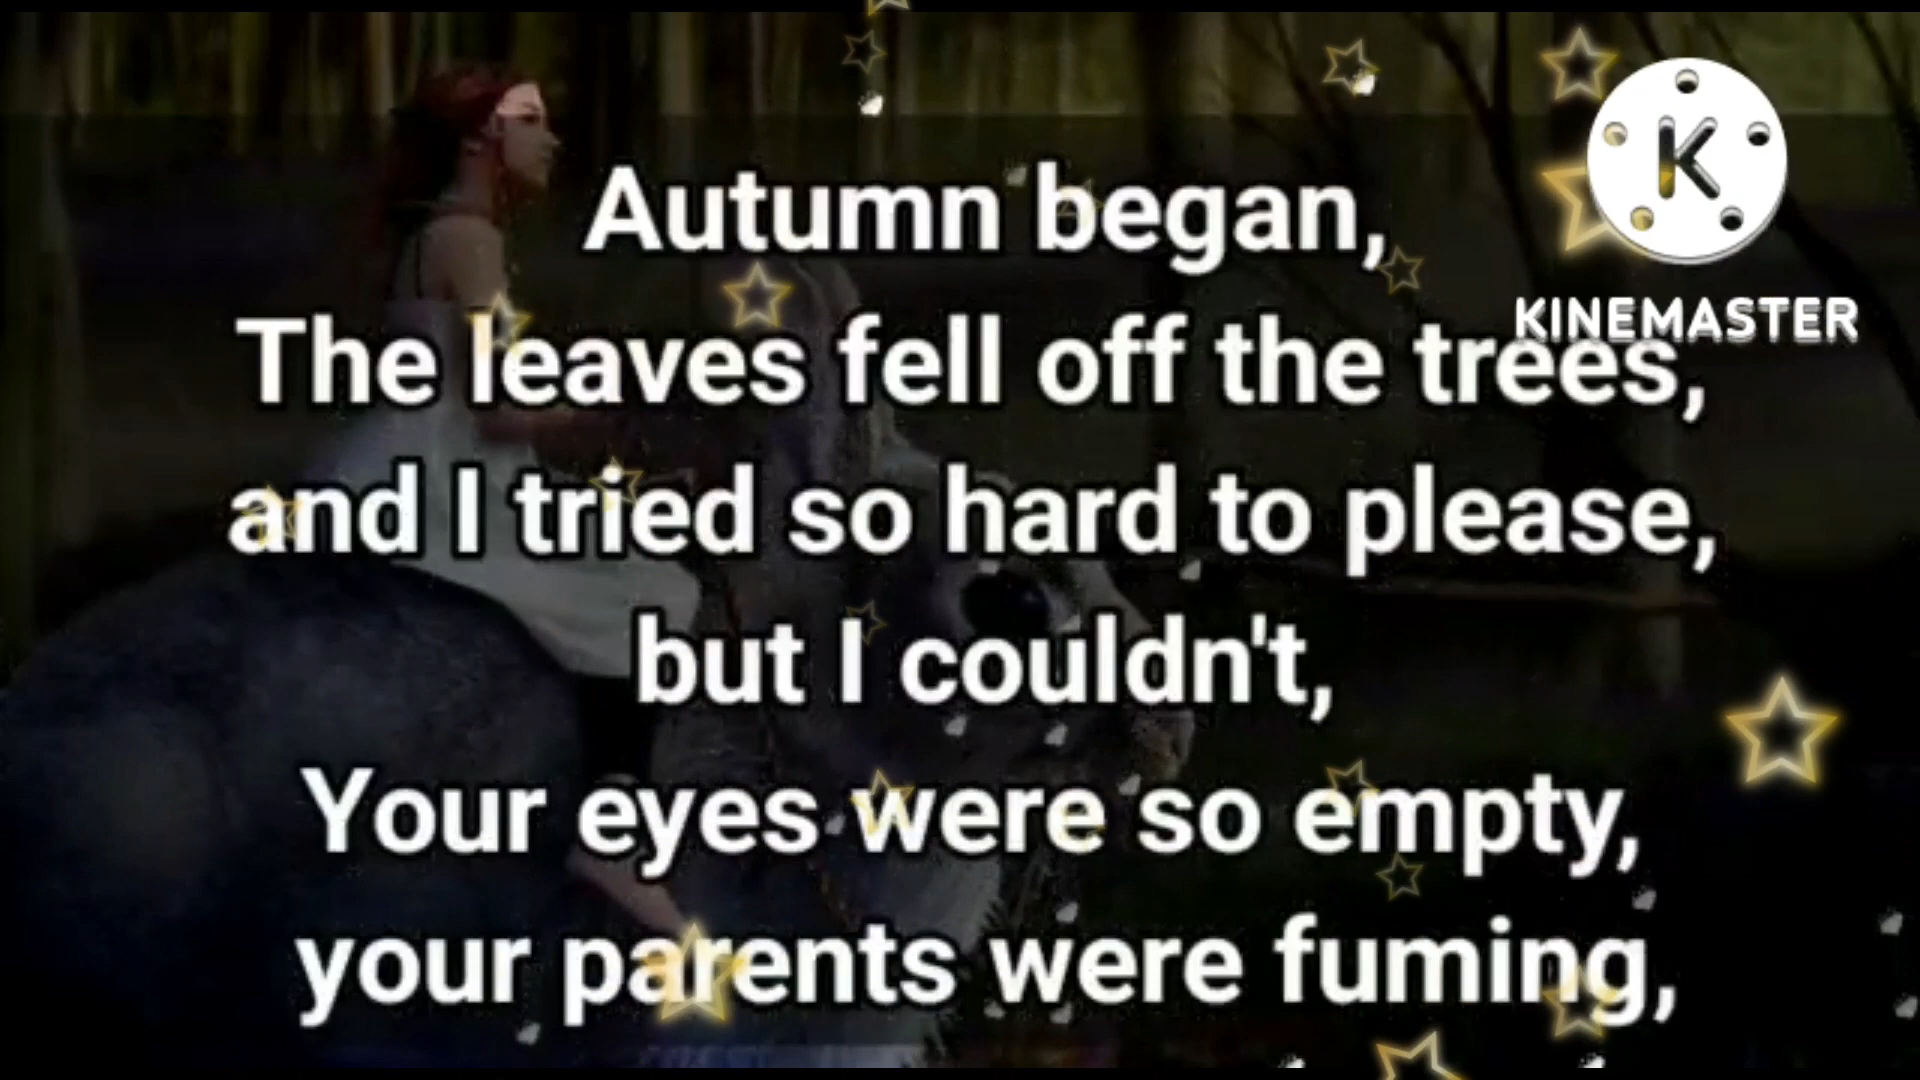 Autumn began,
K
KINEMASTER
The leaves fell off the trees,
and I tried so hard to please,
but I couldn't,
Your eyes were so empty,
your parents were fuming,